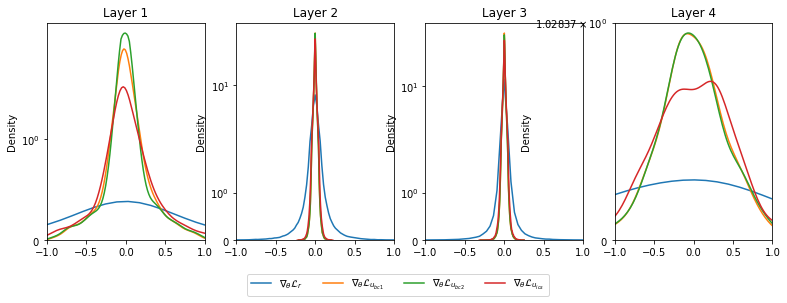 Layer 1 Layer 2 Layer 3 Layer 4
1.02837 × 10⁰
Density Density Density Density
10⁰ 10¹ 10¹
10⁰ 10⁰
0 0 0 0
−1.0 −0.5 0.0 0.5 1.0 −1.0 −0.5 0.0 0.5 1.0 −1.0 −0.5 0.0 0.5 1.0 −1.0 −0.5 0.0 0.5 1.0
∇θℒr ∇θℒu_bc1 ∇θℒu_bc2 ∇θℒu_ics